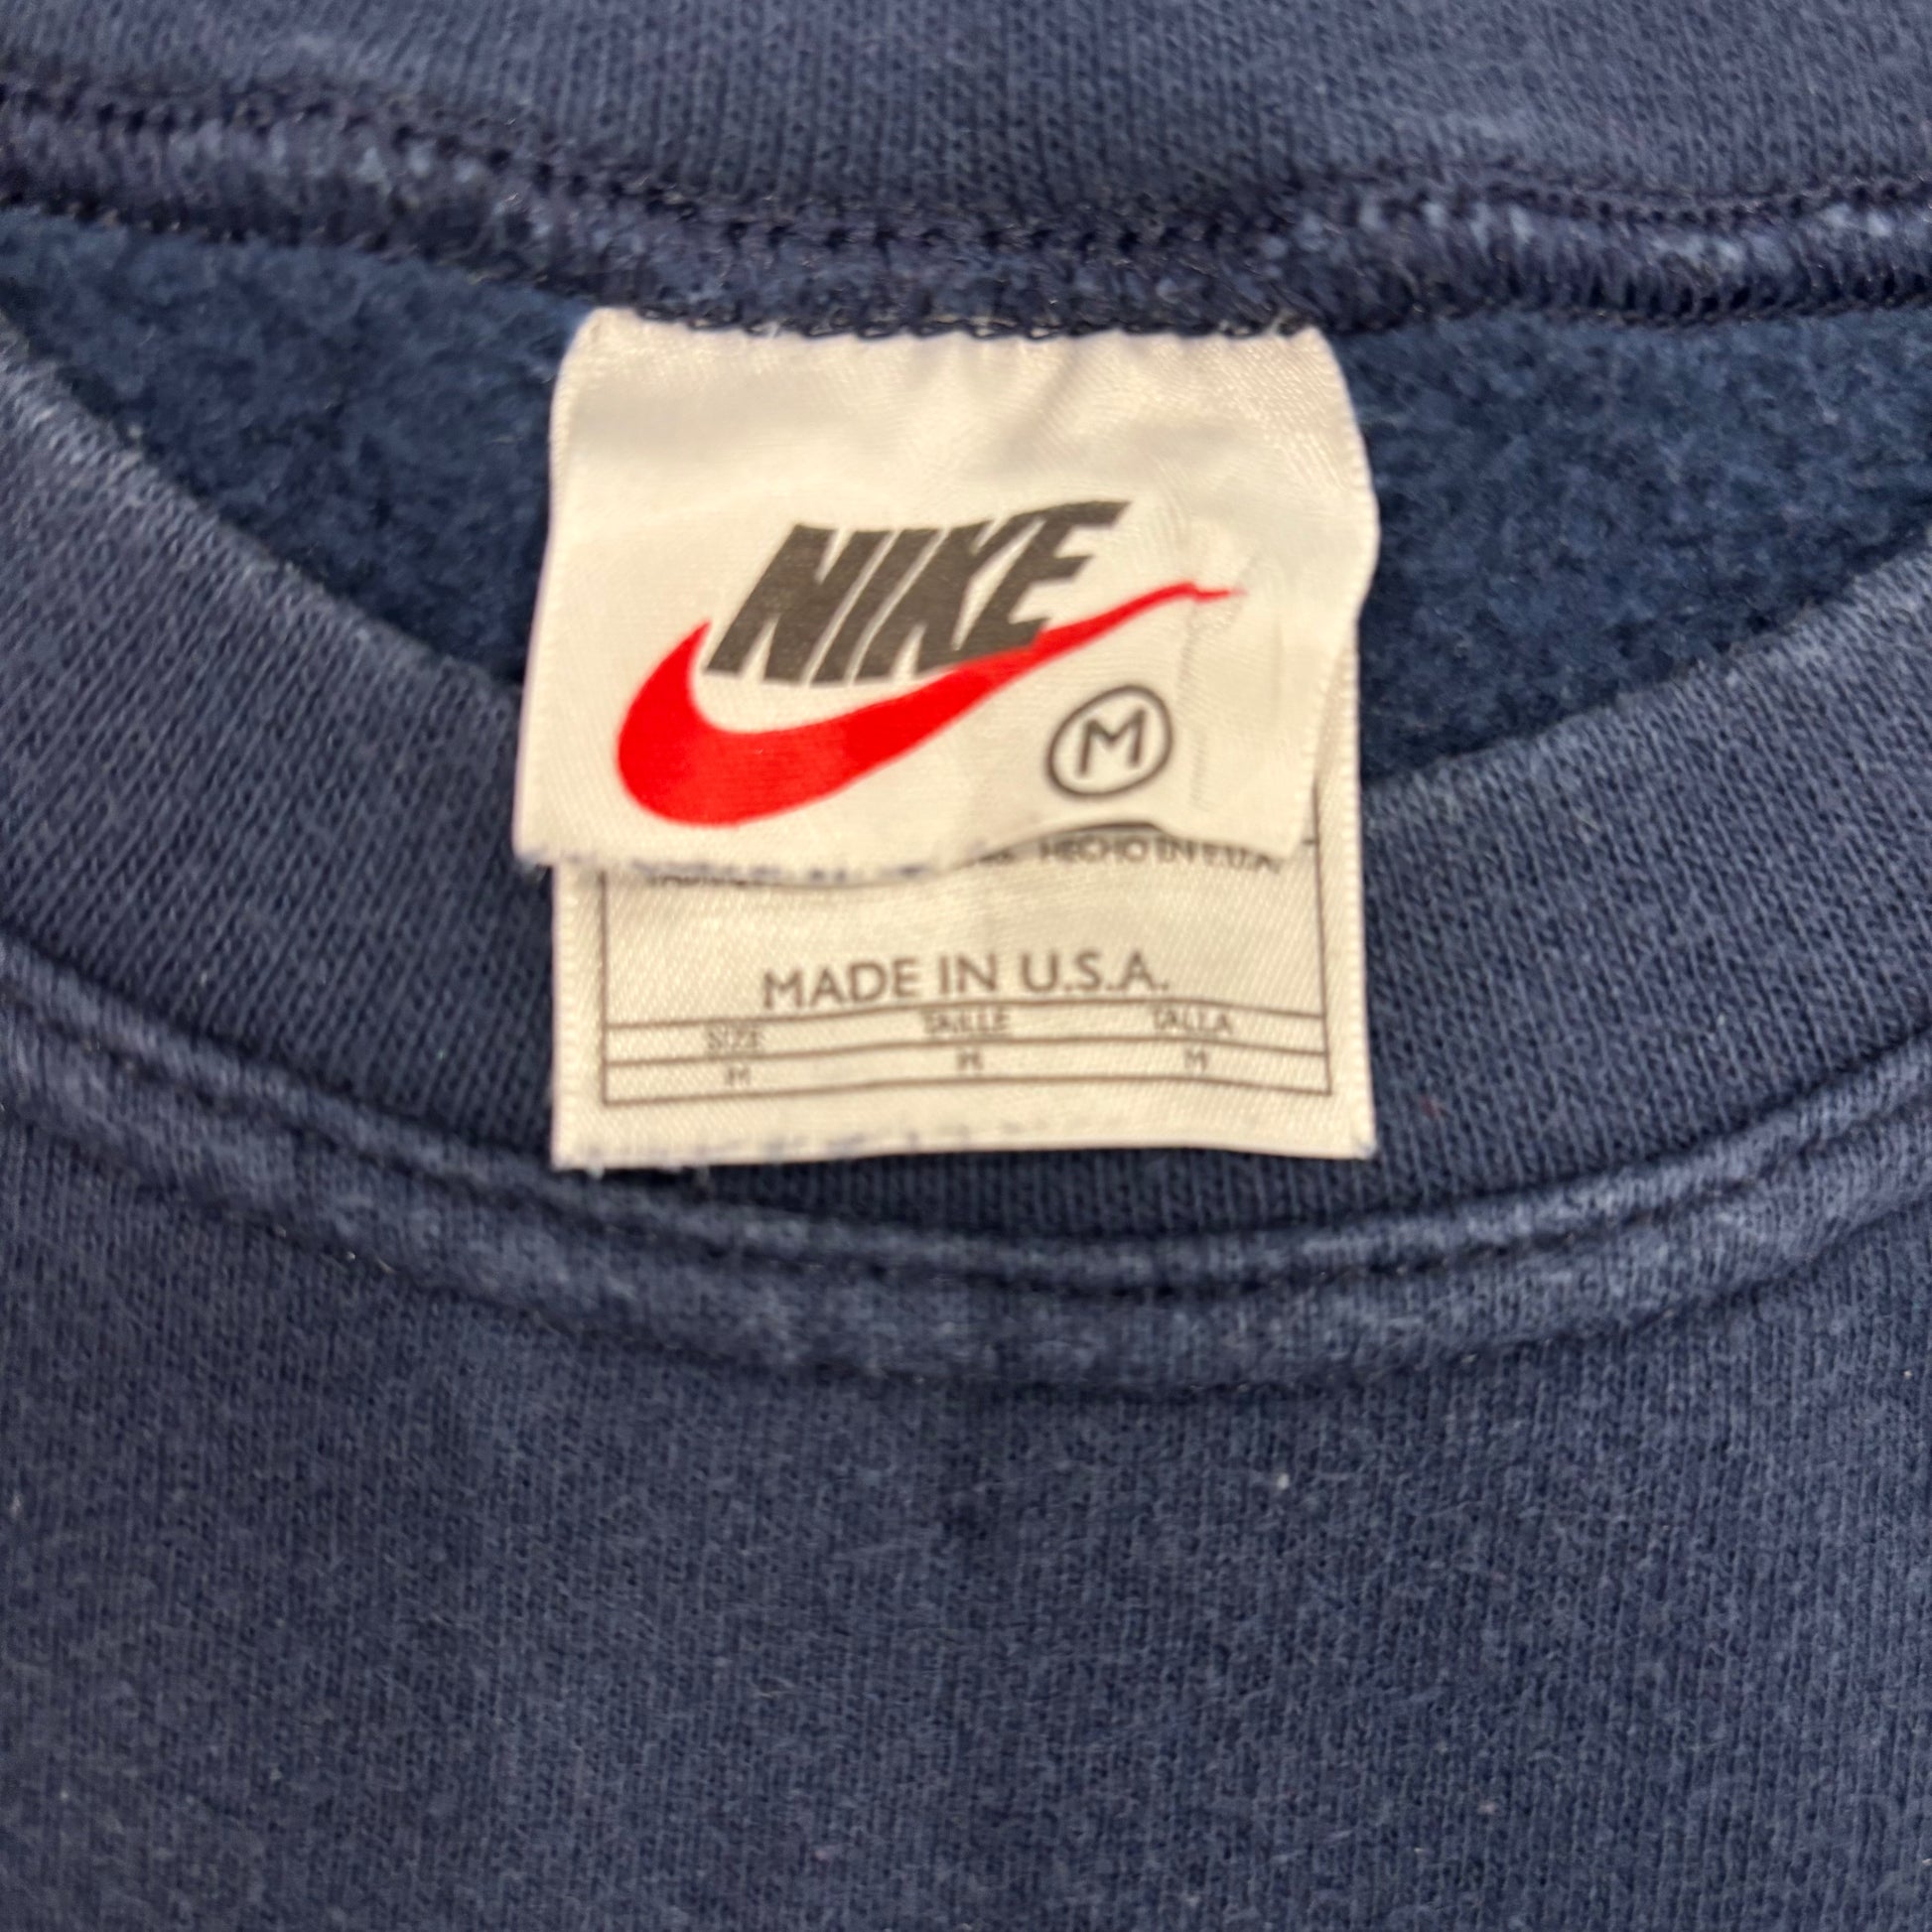 NIKE
M
HECHO EN E.U.A.
MADE IN U.S.A.
SIZE TAILLE TALLA
M M M